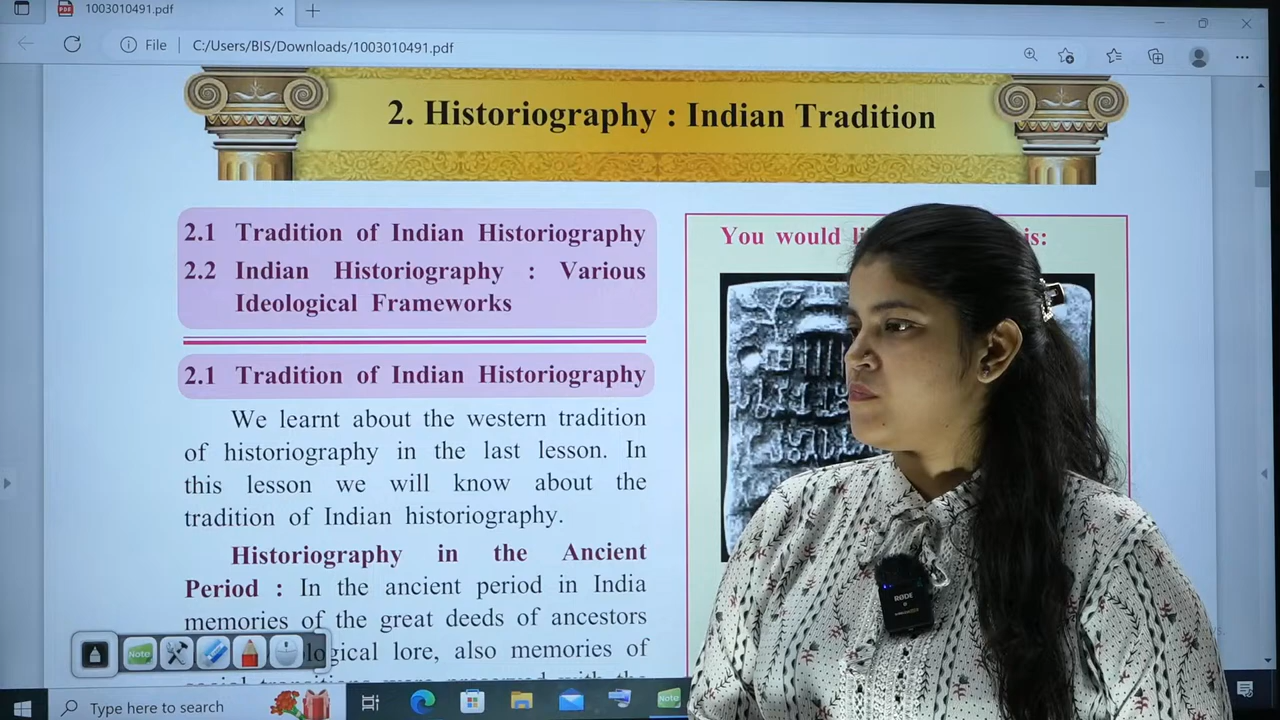 1003010491.pdf
File
C:/Users/BIS/Downloads/1003010491.pdf
2. Historiography : Indian Tradition
2.1 Tradition of Indian Historiography
2.2 Indian Historiography : Various
Ideological Frameworks
2.1 Tradition of Indian Historiography
We learnt about the western tradition
of historiography in the last lesson. In
this lesson we will know about the
tradition of Indian historiography.
Historiography in the Ancient
Period : In the ancient period in India
memories of the great deeds of ancestors
lore, also memories of
You would
RØDE
Note
Type here to search
Note